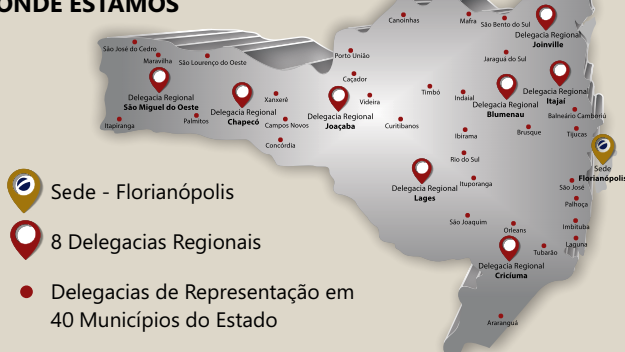 ONDE ESTAMOS
Canoinhas
Mafra
São Bento do Sul
Delegacia Regional
Joinville
São José do Cedro
Maravilha
São Lourenço do Oeste
Porto União
Jaraguá do Sul
Caçador
Delegacia Regional
São Miguel do Oeste
Delegacia Regional
Chapecó
Xanxerê
Videira
Timbó
Indaial
Delegacia Regional
Itajaí
Delegacia Regional
Blumenau
Itapiranga
Palmitos
Campos Novos
Delegacia Regional
Joaçaba
Curitibanos
Balneário Camboriú
Brusque
Tijucas
Ibirama
Concórdia
Rio do Sul
Sede
Florianópolis
Delegacia Regional
Lages
Ituporanga
São José
Palhoça
São Joaquim
Orleans
Imbituba
Laguna
Tubarão
Delegacia Regional
Criciuma
Araranguá
Sede - Florianópolis
8 Delegacias Regionais
Delegacias de Representação em
40 Municípios do Estado